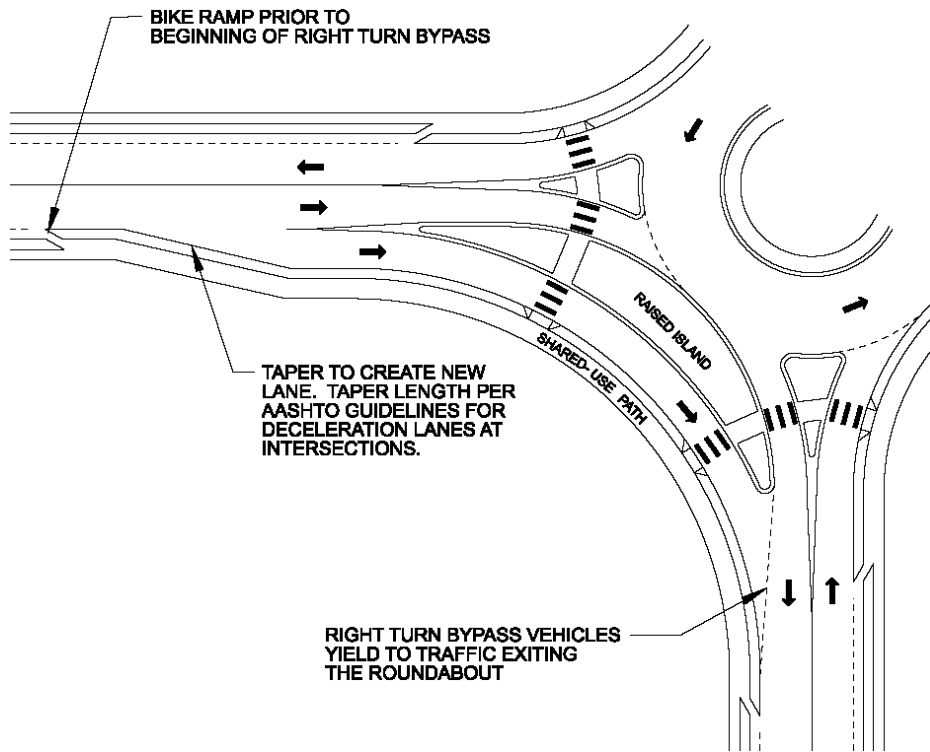 BIKE RAMP PRIOR TO
BEGINNING OF RIGHT TURN BYPASS
RAISED ISLAND
SHARED- USE PATH
TAPER TO CREATE NEW
LANE. TAPER LENGTH PER
AASHTO GUIDELINES FOR
DECELERATION LANES AT
INTERSECTIONS.
RIGHT TURN BYPASS VEHICLES
YIELD TO TRAFFIC EXITING
THE ROUNDABOUT